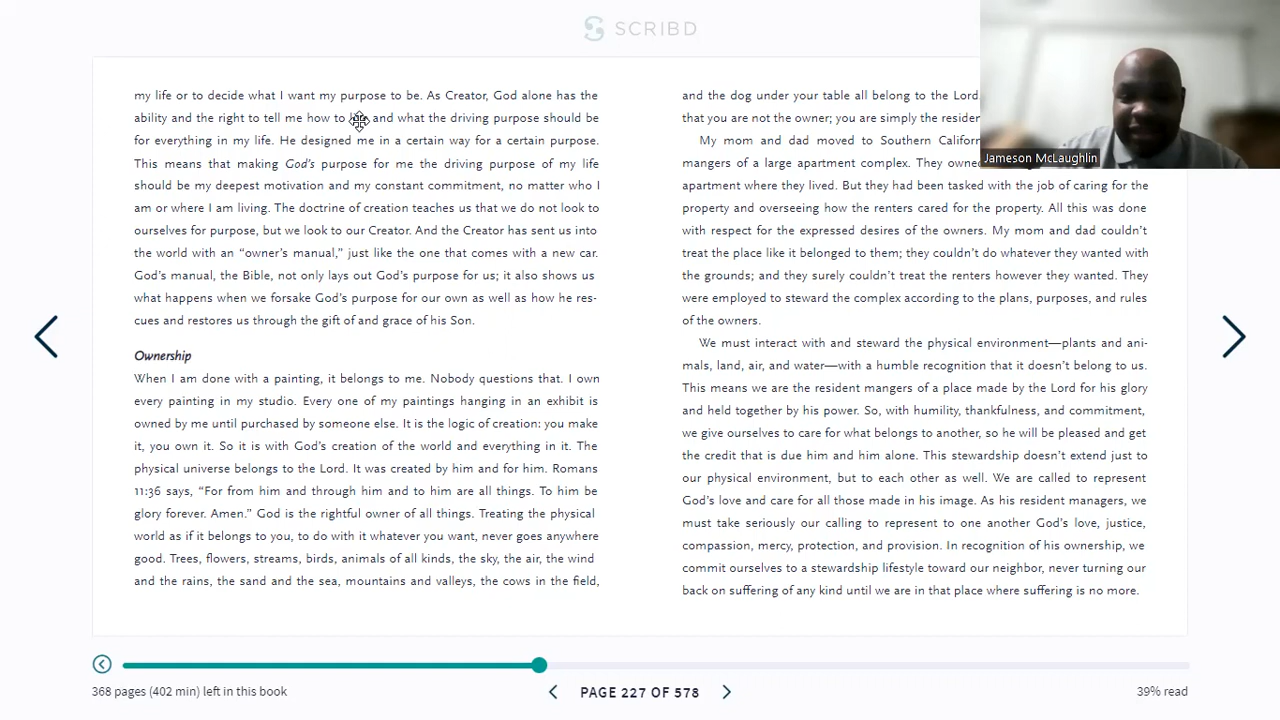 SCRIBD
my life or to decide what I want my purpose to be. As Creator, God alone has the
ability and the right to tell me how to and what the driving purpose should be
for everything in my life. He designed me in a certain way for a certain purpose.
This means that making God's purpose for me the driving purpose of my life
should be my deepest motivation and my constant commitment, no matter who I
am or where I am living. The doctrine of creation teaches us that we do not look to
ourselves for purpose, but we look to our Creator. And the Creator has sent us into
the world with an “owner's manual,” just like the one that comes with a new car.
God's manual, the Bible, not only lays out God's purpose for us; it also shows us
what happens when we forsake God's purpose for our own as well as how he res-
cues and restores us through the gift of and grace of his Son.
Ownership
When I am done with a painting, it belongs to me. Nobody questions that. I own
every painting in my studio. Every one of my paintings hanging in an exhibit is
owned by me until purchased by someone else. It is the logic of creation: you make
it, you own it. So it is with God's creation of the world and everything in it. The
physical universe belongs to the Lord. It was created by him and for him. Romans
11:36 says, “For from him and through him and to him are all things. To him be
glory forever. Amen.” God is the rightful owner of all things. Treating the physical
world as if it belongs to you, to do with it whatever you want, never goes anywhere
good. Trees, flowers, streams, birds, animals of all kinds, the sky, the air, the wind
and the rains, the sand and the sea, mountains and valleys, the cows in the field,
and the dog under your table all belong to the Lord.
that you are not the owner; you are simply the residen
My mom and dad moved to Southern Californ
mangers of a large apartment complex. They owned
apartment where they lived. But they had been tasked with the job of caring for the
property and overseeing how the renters cared for the property. All this was done
with respect for the expressed desires of the owners. My mom and dad couldn't
treat the place like it belonged to them; they couldn't do whatever they wanted with
the grounds; and they surely couldn't treat the renters however they wanted. They
were employed to steward the complex according to the plans, purposes, and rules
of the owners.
We must interact with and steward the physical environment—plants and ani-
mals, land, air, and water—with a humble recognition that it doesn't belong to us.
This means we are the resident mangers of a place made by the Lord for his glory
and held together by his power. So, with humility, thankfulness, and commitment,
we give ourselves to care for what belongs to another, so he will be pleased and get
the credit that is due him and him alone. This stewardship doesn't extend just to
our physical environment, but to each other as well. We are called to represent
God's love and care for all those made in his image. As his resident managers, we
must take seriously our calling to represent to one another God's love, justice,
compassion, mercy, protection, and provision. In recognition of his ownership, we
commit ourselves to a stewardship lifestyle toward our neighbor, never turning our
back on suffering of any kind until we are in that place where suffering is no more.
Jameson McLaughlin
368 pages (402 min) left in this book
PAGE 227 OF 578
39% read